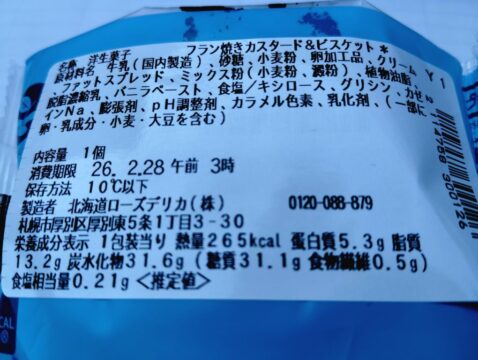 フラン焼きカスタード&ビスケット*
名称 洋生菓子
原材料名 牛乳(国内製造)、砂糖、小麦粉、卵加工品、クリーム
Y1
、ファットスプレッド、ミックス粉(小麦粉、澱粉)、植物油脂
、脱脂濃縮乳、バニラペースト、食塩/キシロース、グリシン、カゼ
インNa、膨張剤、pH調整剤、カラメル色素、乳化剤、(一部に
卵・乳成分・小麦・大豆を含む)
内容量 1個
消費期限 26. 2.28 午前 3時
保存方法 10℃以下
製造者 北海道ローズデリカ(株) 0120-088-879
札幌市厚別区厚別東5条1丁目3-30
栄養成分表示 1包装当り 熱量265kcal 蛋白質5.3g 脂質
13.2g 炭水化物31.6g(糖質31.1g 食物繊維0.5g)
食塩相当量0.21g<推定値>
CAL